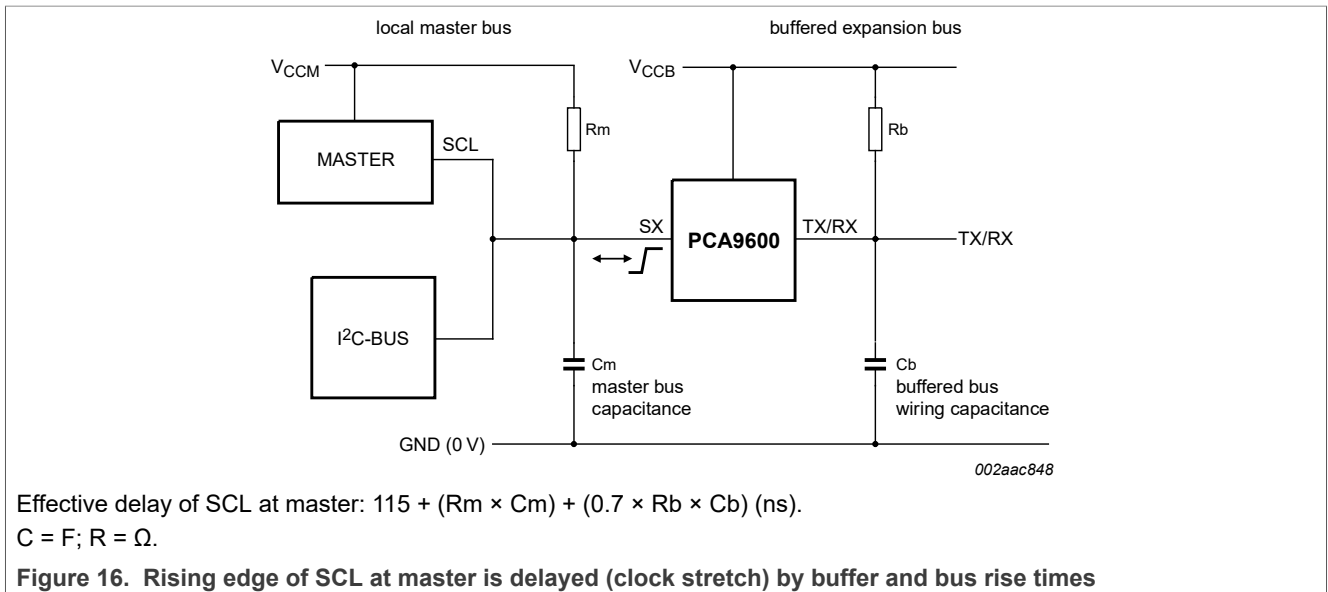 local master bus
buffered expansion bus
VCCM
VCCB
Rm
Rb
MASTER
SCL
SX
PCA9600
TX/RX
TX/RX
I²C-BUS
Cm
master bus
capacitance
Cb
buffered bus
wiring capacitance
GND (0 V)
002aac848
Effective delay of SCL at master: 115 + (Rm × Cm) + (0.7 × Rb × Cb) (ns).
C = F; R = Ω.
Figure 16. Rising edge of SCL at master is delayed (clock stretch) by buffer and bus rise times